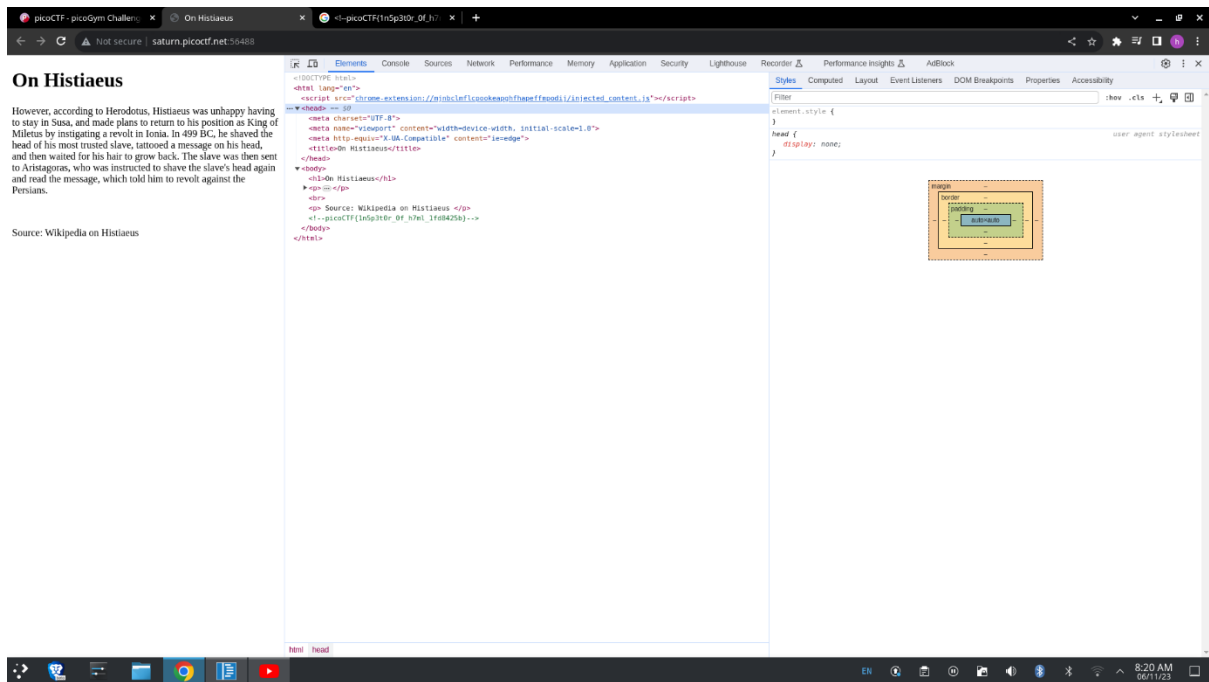 picoCTF - picoGym Challeng
On Histiaeus
<!--picoCTF{1n5p3t0r_0f_h7
Not secure | saturn.picoctf.net:56488
On Histiaeus
However, according to Herodotus, Histiaeus was unhappy having
to stay in Susa, and made plans to return to his position as King of
Miletus by instigating a revolt in Ionia. In 499 BC, he shaved the
head of his most trusted slave, tattooed a message on his head,
and then waited for his hair to grow back. The slave was then sent
to Aristagoras, who was instructed to shave the slave's head again
and read the message, which told him to revolt against the
Persians.
Source: Wikipedia on Histiaeus
Elements Console Sources Network Performance Memory Application Security Lighthouse Recorder Performance insights AdBlock
<!DOCTYPE html>
<html lang="en">
<script src="chrome-extension://
/injected_content.js"></script>
<head> == $0
<meta charset="UTF-8">
<meta name="viewport" content="width=device-width, initial-scale=1.0">
<meta http-equiv="X-UA-Compatible" content="ie=edge">
<title>On Histiaeus</title>
</head>
<body>
<h1>On Histiaeus</h1>
<p> … </p>
<br>
<p> Source: Wikipedia on Histiaeus </p>
<!--picoCTF{1n5p3t0r_0f_h7ml_1fd8425b}-->
</body>
</html>
html head
Styles Computed Layout Event Listeners DOM Breakpoints Properties Accessibility
Filter
:hov .cls
element.style {
}
head {
user agent stylesheet
display: none;
}
margin –
border –
padding –
auto×auto
EN
8:20 AM
06/11/23